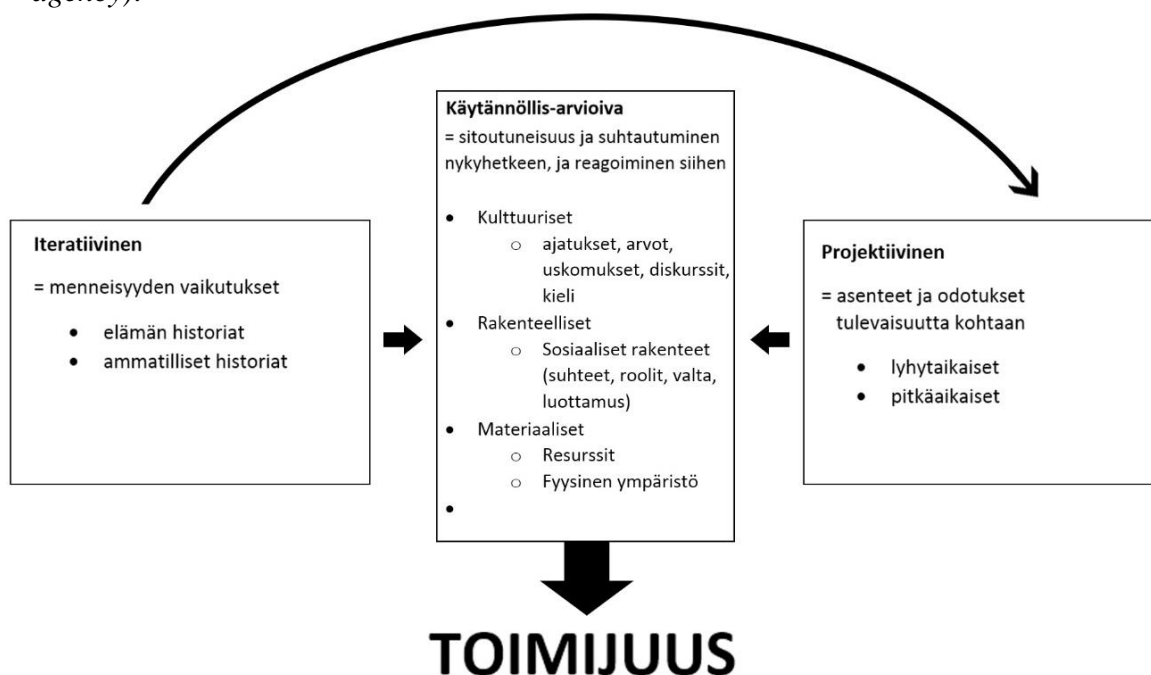 agency).
Iteratiivinen
= menneisyyden vaikutukset
• elämän historiat
• ammatilliset historiat
Käytännöllis-arvioiva
= sitoutuneisuus ja suhtautuminen
nykyhetkeen, ja reagoiminen siihen
• Kulttuuriset
○ ajatukset, arvot,
uskomukset, diskurssit,
kieli
• Rakenteelliset
○ Sosiaaliset rakenteet
(suhteet, roolit, valta,
luottamus)
• Materiaaliset
○ Resurssit
○ Fyysinen ympäristö
•
Projektiivinen
= asenteet ja odotukset
tulevaisuutta kohtaan
• lyhytaikaiset
• pitkäaikaiset
TOIMIJUUS